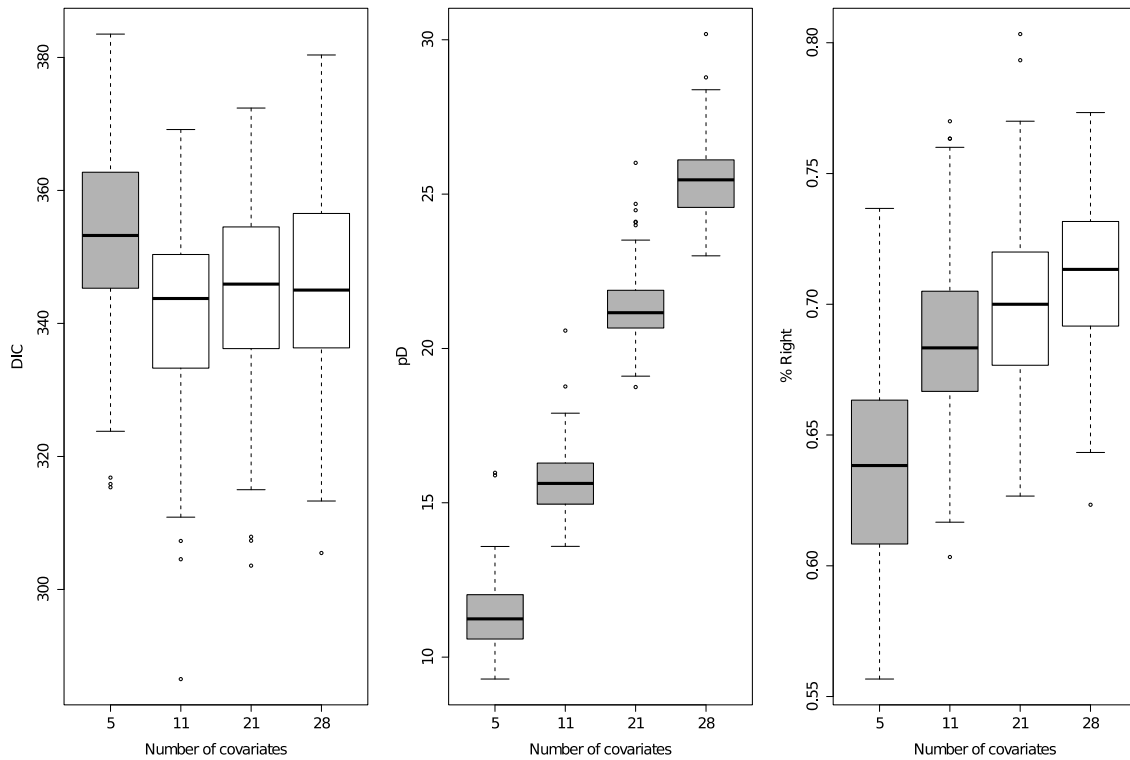 DIC
380
360
340
320
300
5 11 21 28
Number of covariates
pD
30
25
20
15
10
5 11 21 28
Number of covariates
% Right
0.80
0.75
0.70
0.65
0.60
0.55
5 11 21 28
Number of covariates